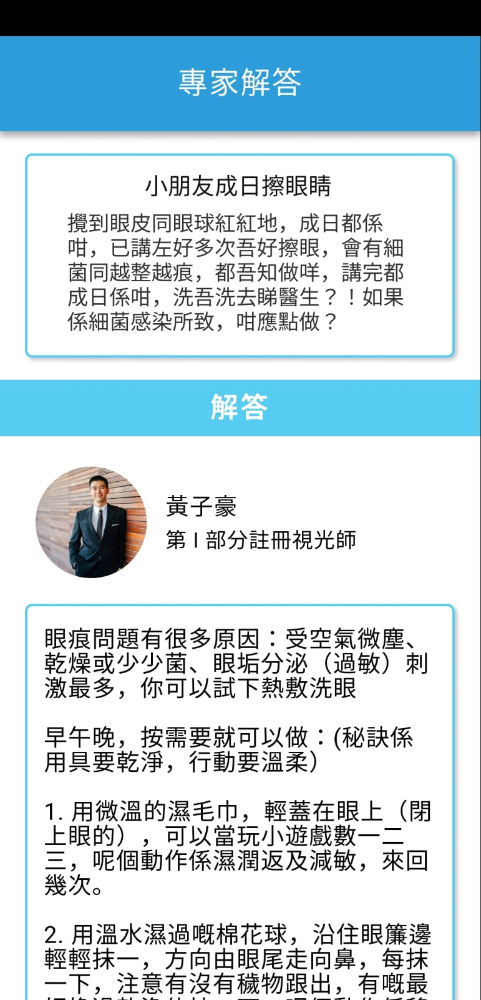 專家解答
小朋友成日擦眼睛
攪到眼皮同眼球紅紅地，成日都係
咁，已講左好多次吾好擦眼，會有細
菌同越整越痕，都吾知做咩，講完都
成日係咁，洗吾洗去睇醫生？！如果
係細菌感染所致，咁應點做？
解答
黃子豪
第 I 部分註冊視光師
眼痕問題有很多原因：受空氣微塵、
乾燥或少少菌、眼垢分泌（過敏）刺
激最多，你可以試下熱敷洗眼
早午晚，按需要就可以做：(秘訣係
用具要乾淨，行動要溫柔）
1. 用微溫的濕毛巾，輕蓋在眼上（閉
上眼的），可以當玩小遊戲數一二
三，呢個動作係濕潤返及減敏，來回
幾次。
2. 用溫水濕過嘅棉花球，沿住眼簾邊
輕輕抹一，方向由眼尾走向鼻，每抹
一下，注意有沒有穢物跟出，有嘅最